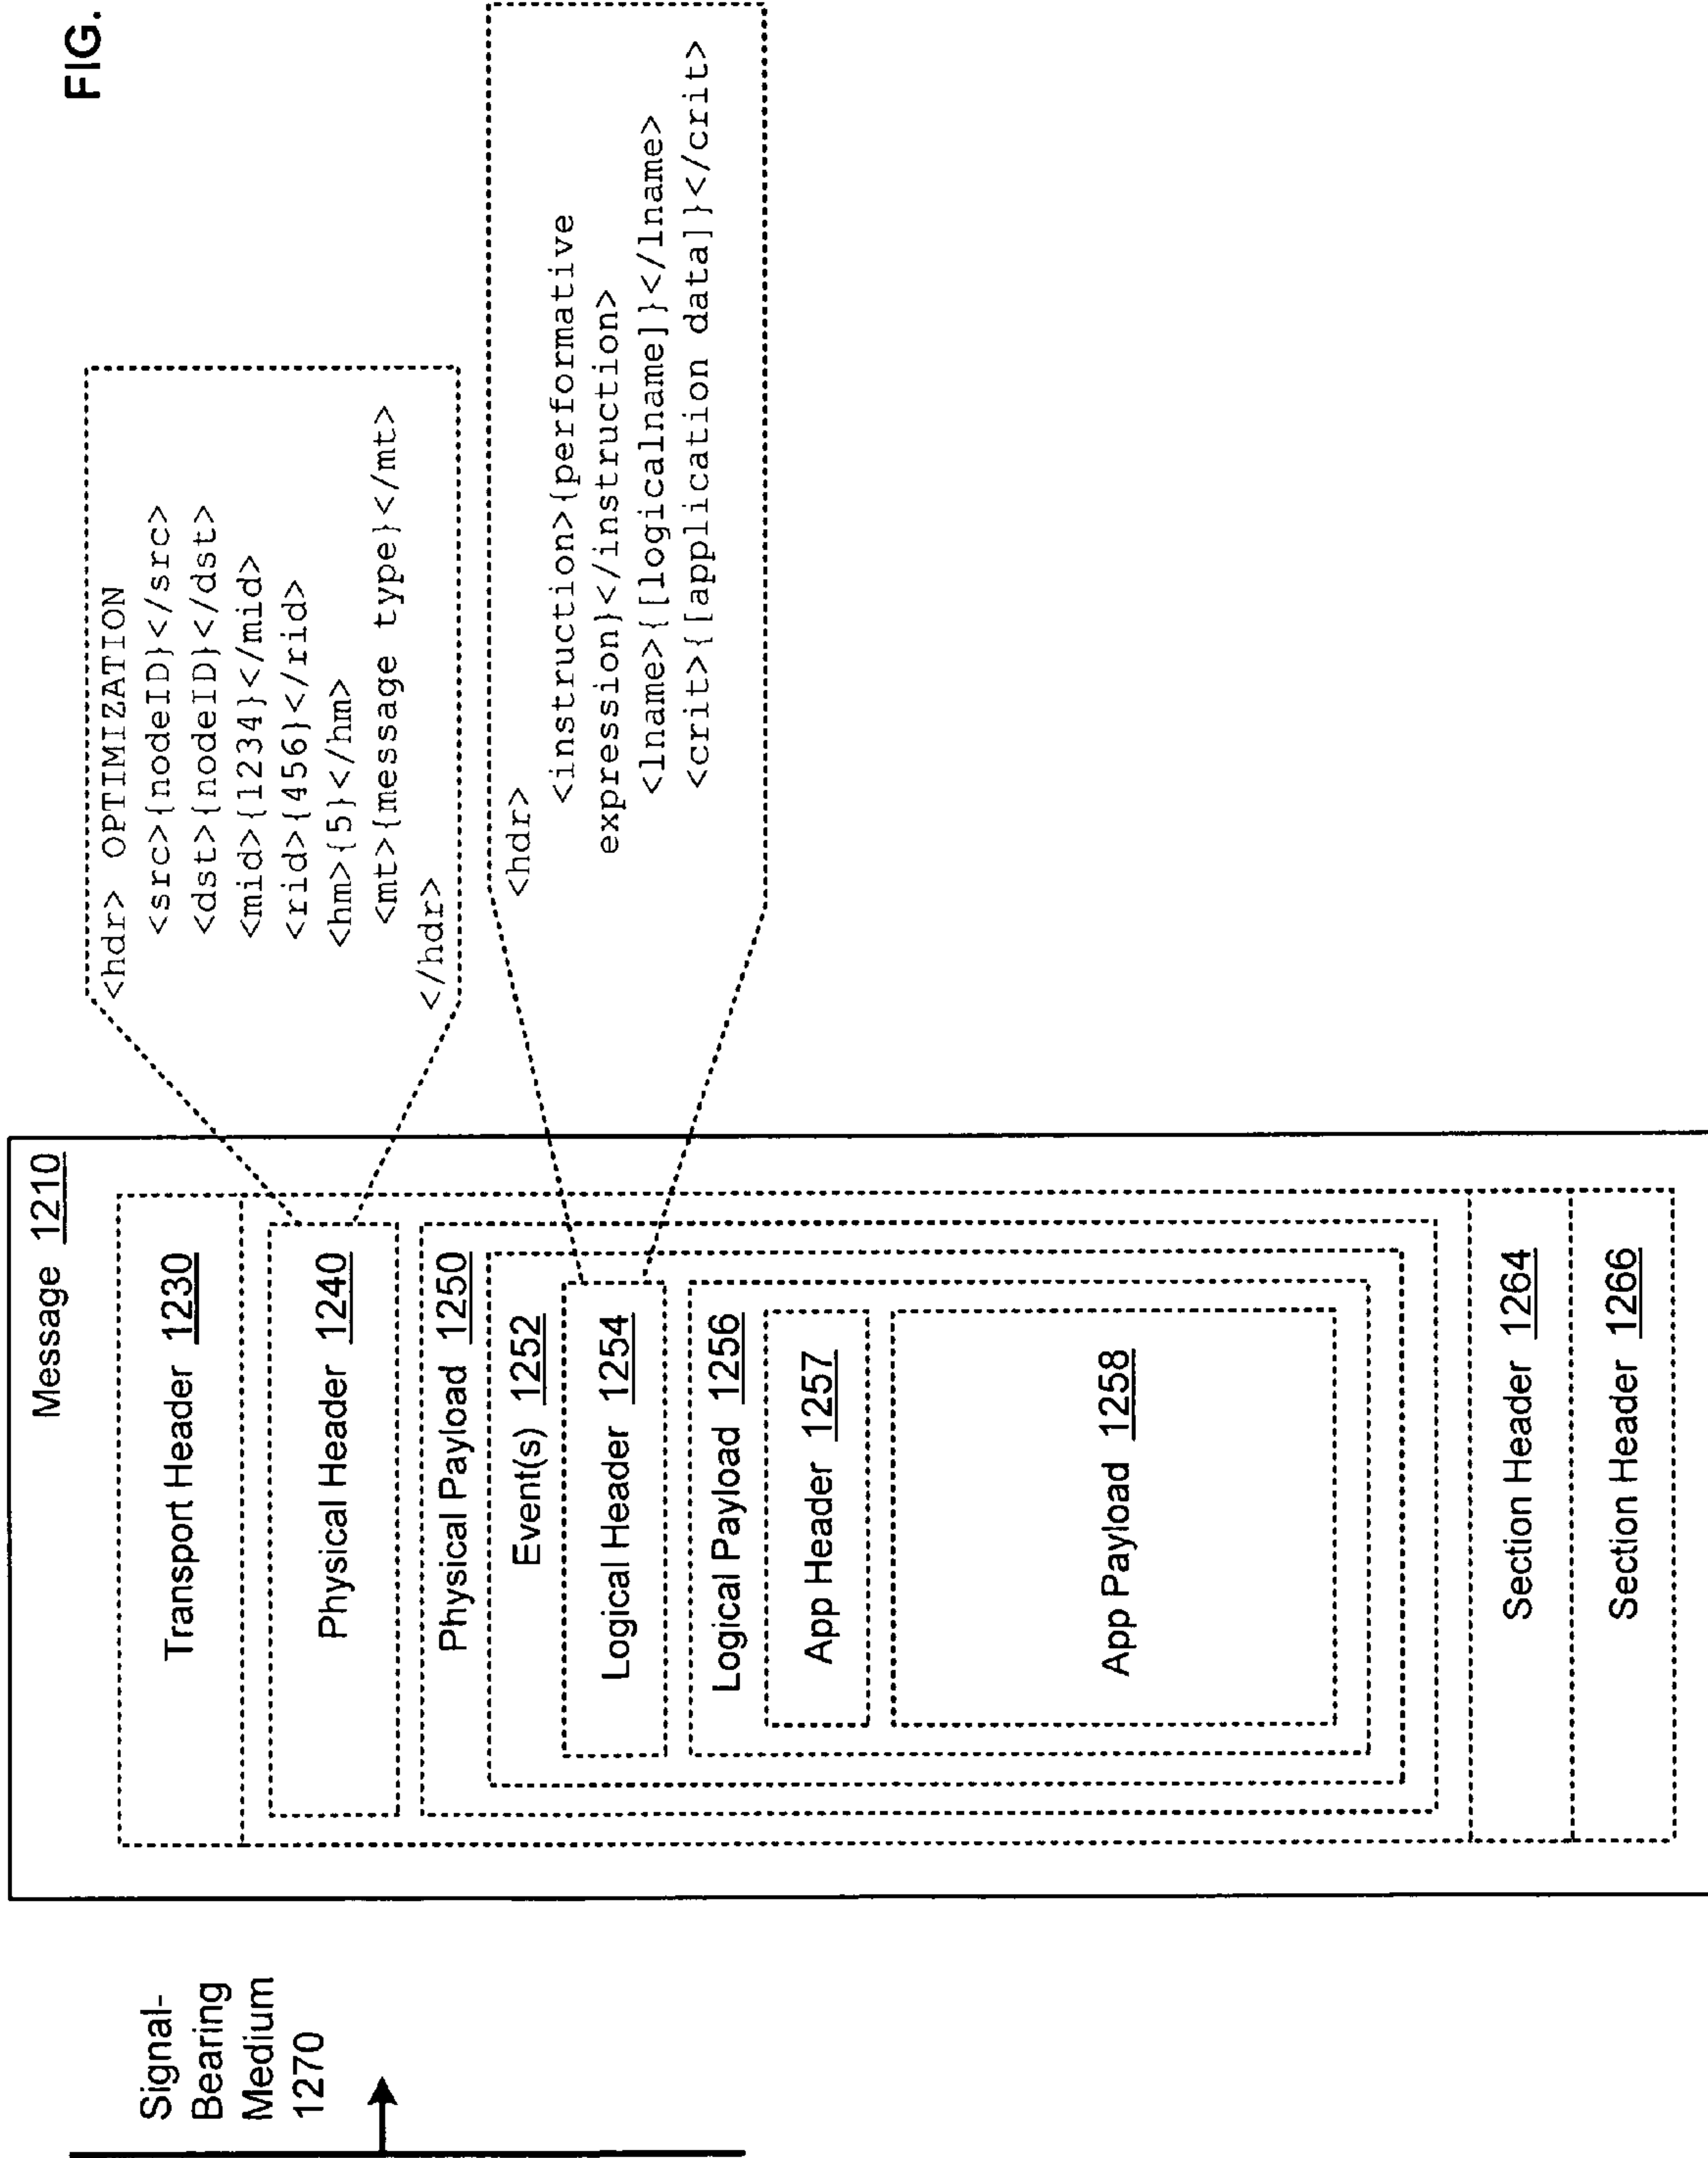 FIG.
Signal-
Bearing
Medium
1270
Message 1210
Transport Header 1230
Physical Header 1240
Physical Payload 1250
Event(s) 1252
Logical Header 1254
Logical Payload 1256
App Header 1257
App Payload 1258
Section Header 1264
Section Header 1266
<hdr> OPTIMIZATION
<src>{nodeID}</src>
<dst>{nodeID}</dst>
<mid>{1234}</mid>
<rid>{456}</rid>
<hm>{5}</hm>
<mt>{message type}</mt>
</hdr>
<hdr>
<instruction>{performative
expression}</instruction>
<lname>{[logicalname]}</lname>
<crit>{[application data]}</crit>